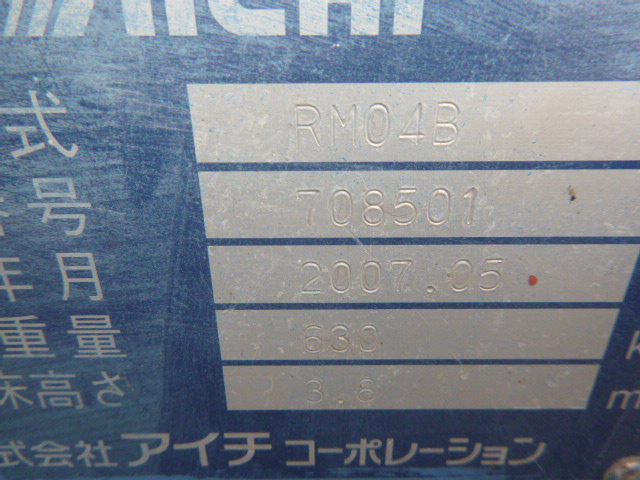 AICHI
式 RM04B
号 708501
年月 2007.05
重量 630 k
床高さ 3.8 m
式会社 アイチ コーポレーション